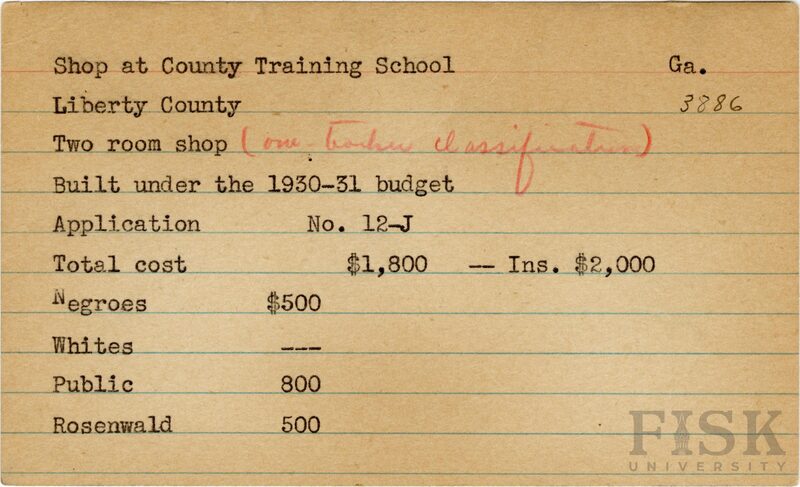 Shop at County Training School Ga.
Liberty County 3886
Two room shop (one-teacher classification)
Built under the 1930-31 budget
Application No. 12-J
Total cost $1,800 -- Ins. $2,000
Negroes $500
Whites ---
Public 800
Rosenwald 500
FISK
UNIVERSITY